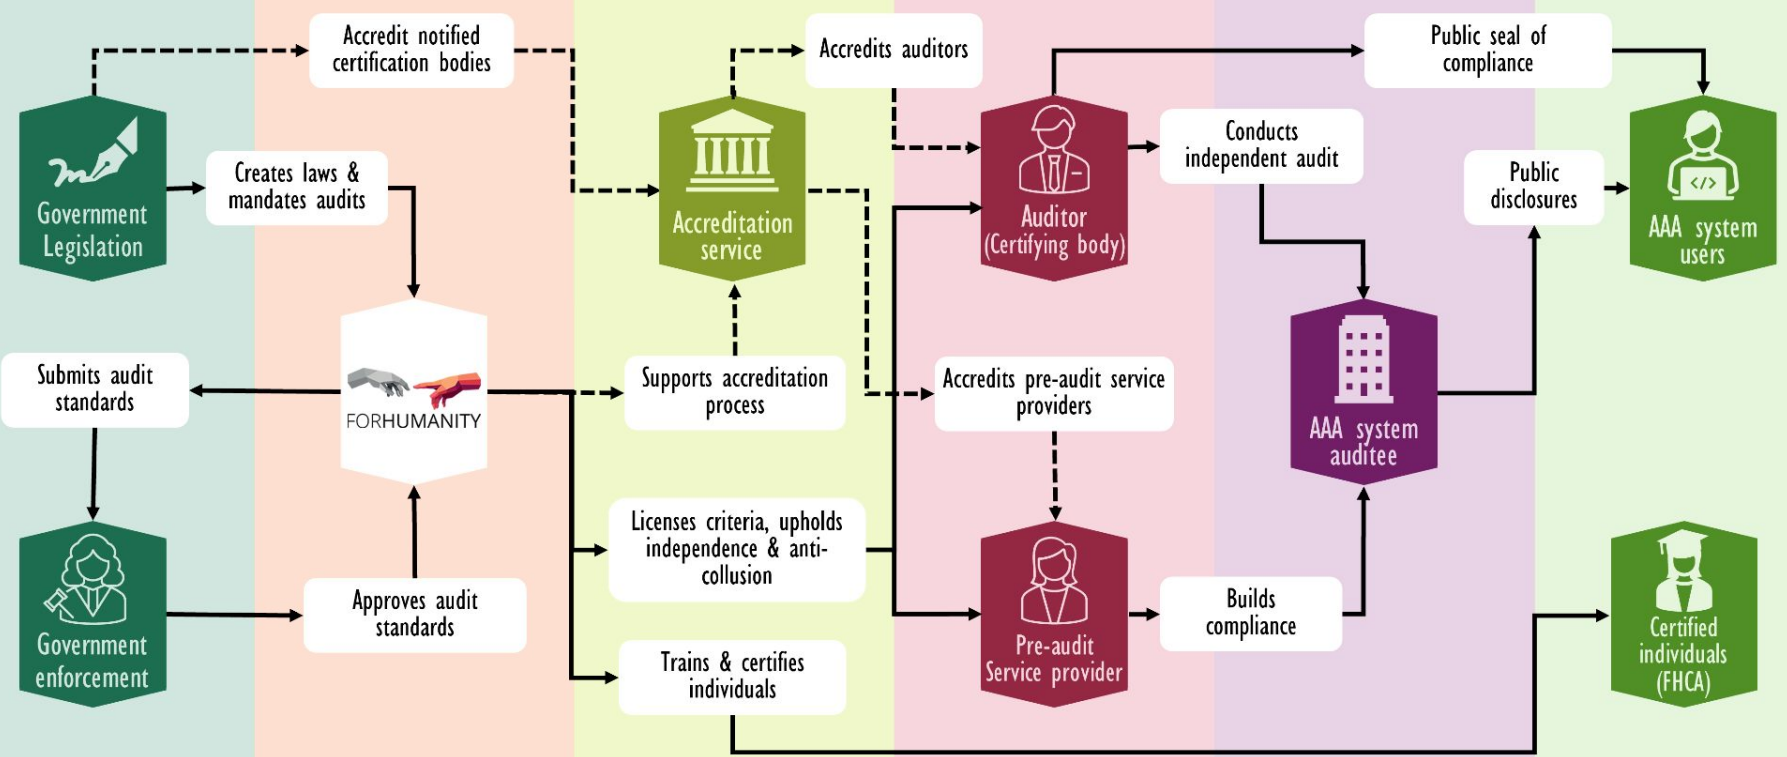 Accredit notified
certification bodies
Accredits auditors
Public seal of
compliance
Government
Legislation
Creates laws &
mandates audits
Accreditation
service
Auditor
(Certifying body)
Conducts
independent audit
Public
disclosures
</>
AAA system
users
Submits audit
standards
FORHUMANITY
Supports accreditation
process
Accredits pre-audit service
providers
AAA system
auditee
Licenses criteria, upholds
independence & anti-
collusion
Government
enforcement
Approves audit
standards
Trains & certifies
individuals
Pre-audit
Service provider
Builds
compliance
Certified
individuals
(FHCA)